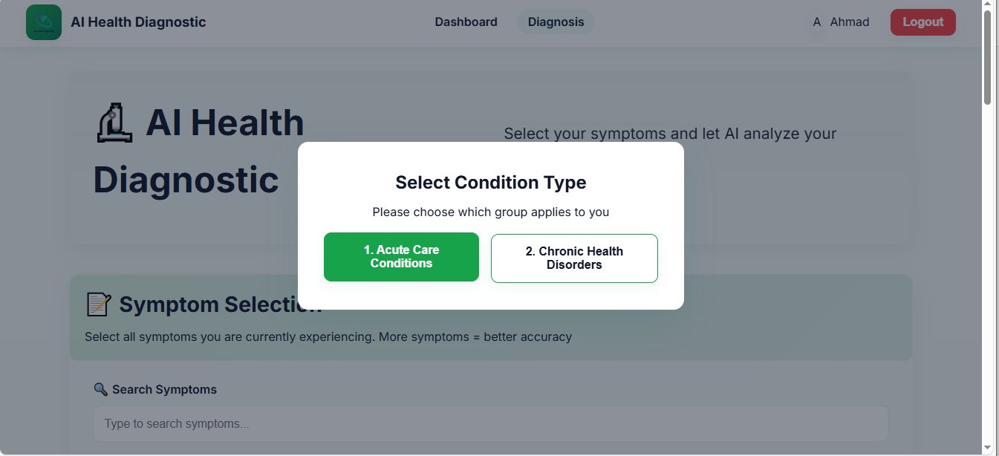 AI Health Diagnostic
Dashboard
Diagnosis
A Ahmad
Logout
AI Health
Diagnostic
Select your symptoms and let AI analyze your
Select Condition Type
Please choose which group applies to you
1. Acute Care
Conditions
2. Chronic Health
Disorders
Symptom Selection
Select all symptoms you are currently experiencing. More symptoms = better accuracy
Search Symptoms
Type to search symptoms...